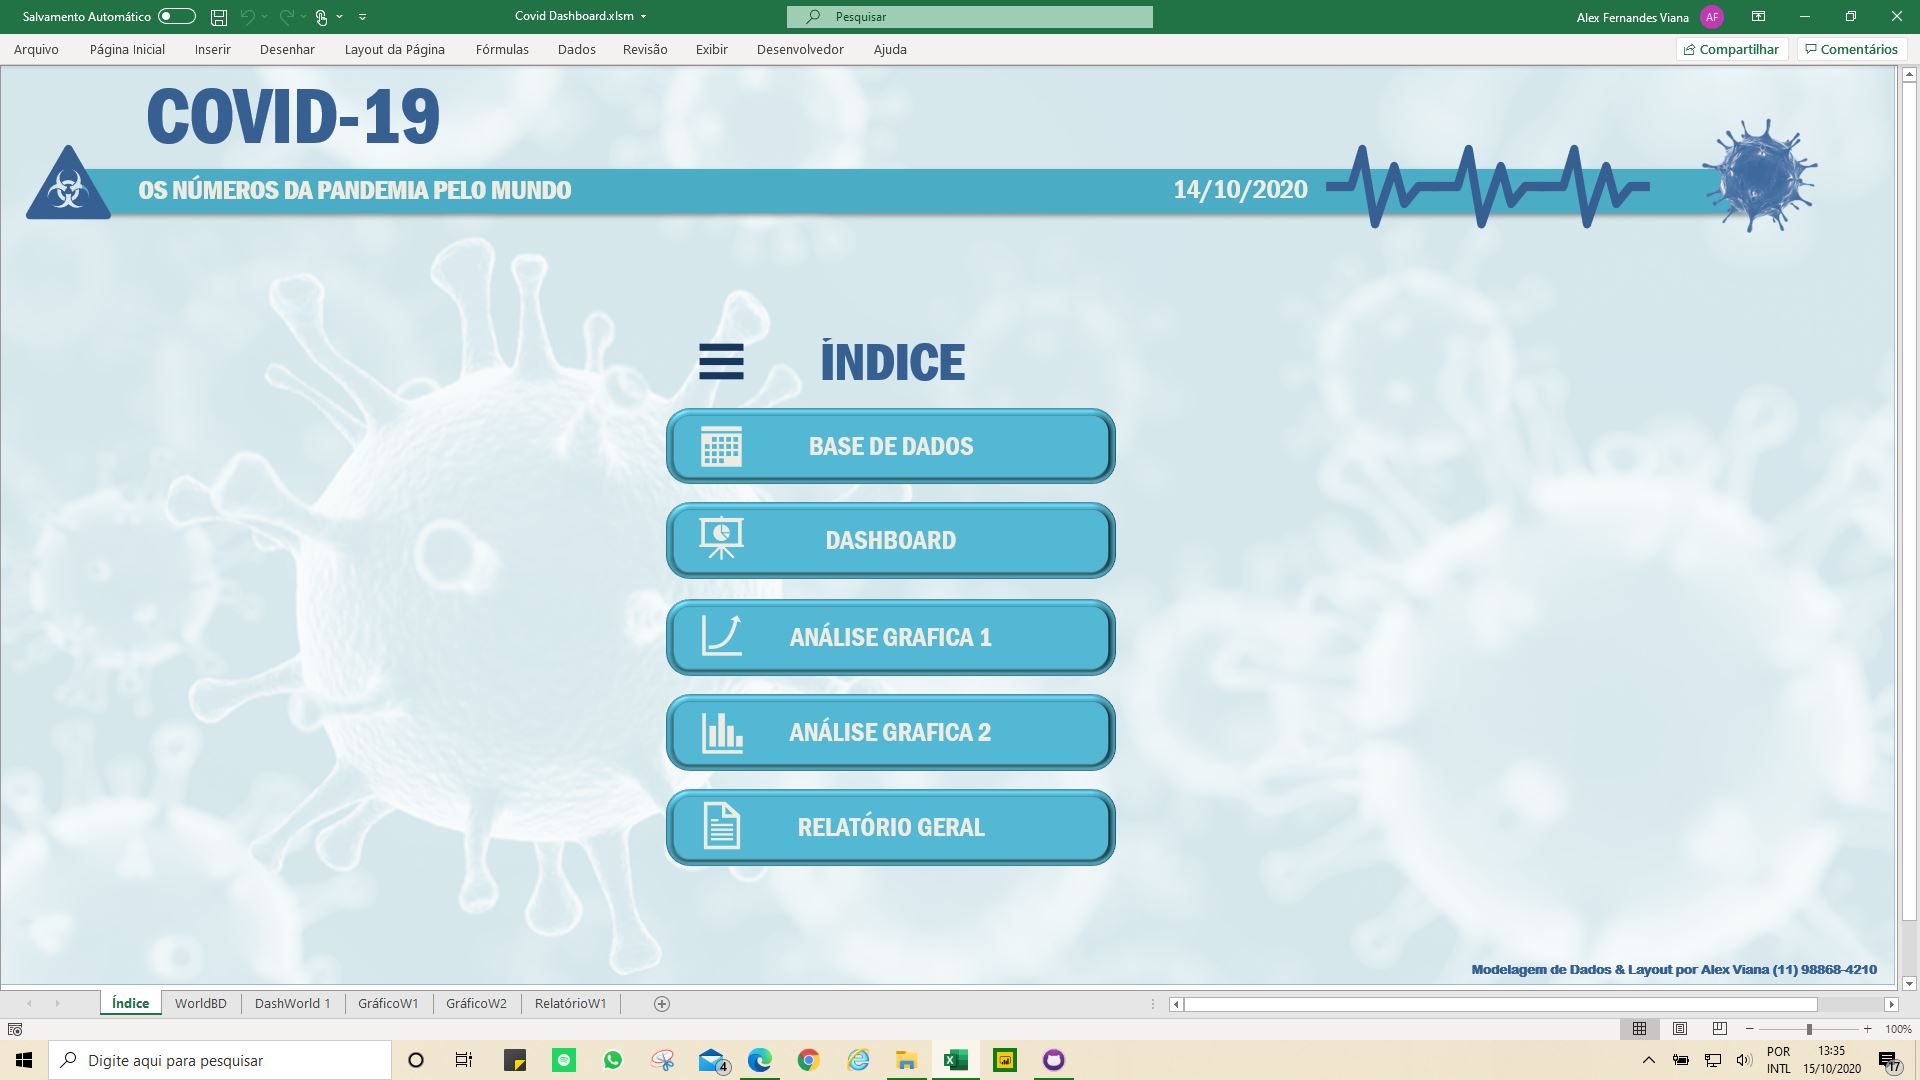 Salvamento Automático
Covid Dashboard.xlsm
Pesquisar
Alex Fernandes Viana
AF
Arquivo
Página Inicial
Inserir
Desenhar
Layout da Página
Fórmulas
Dados
Revisão
Exibir
Desenvolvedor
Ajuda
Compartilhar
Comentários
COVID-19
OS NÚMEROS DA PANDEMIA PELO MUNDO
14/10/2020
ÍNDICE
BASE DE DADOS
DASHBOARD
ANÁLISE GRAFICA 1
ANÁLISE GRAFICA 2
RELATÓRIO GERAL
Modelagem de Dados & Layout por Alex Viana (11) 98868-4210
Índice
WorldBD
DashWorld 1
GráficoW1
GráficoW2
RelatórioW1
100%
Digite aqui para pesquisar
4
POR
INTL
13:35
15/10/2020
17